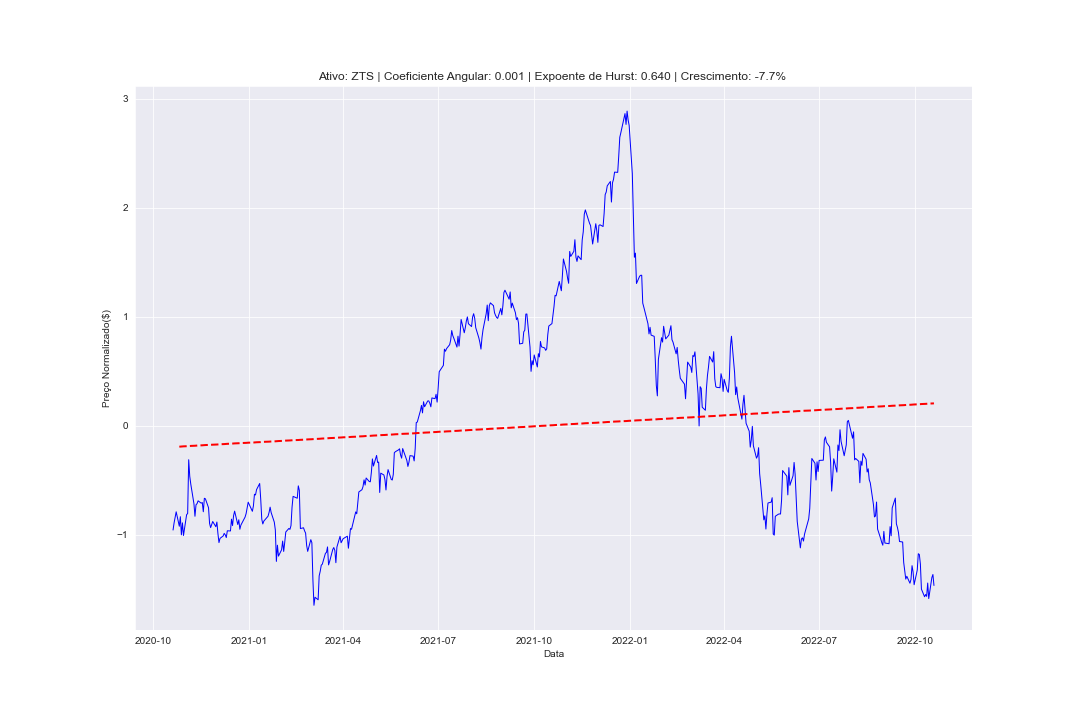 Ativo: ZTS | Coeficiente Angular: 0.001 | Expoente de Hurst: 0.640 | Crescimento: -7.7%
3
2
1
0
−1
Preço Normalizado($)
2020-10 2021-01 2021-04 2021-07 2021-10 2022-01 2022-04 2022-07 2022-10
Data